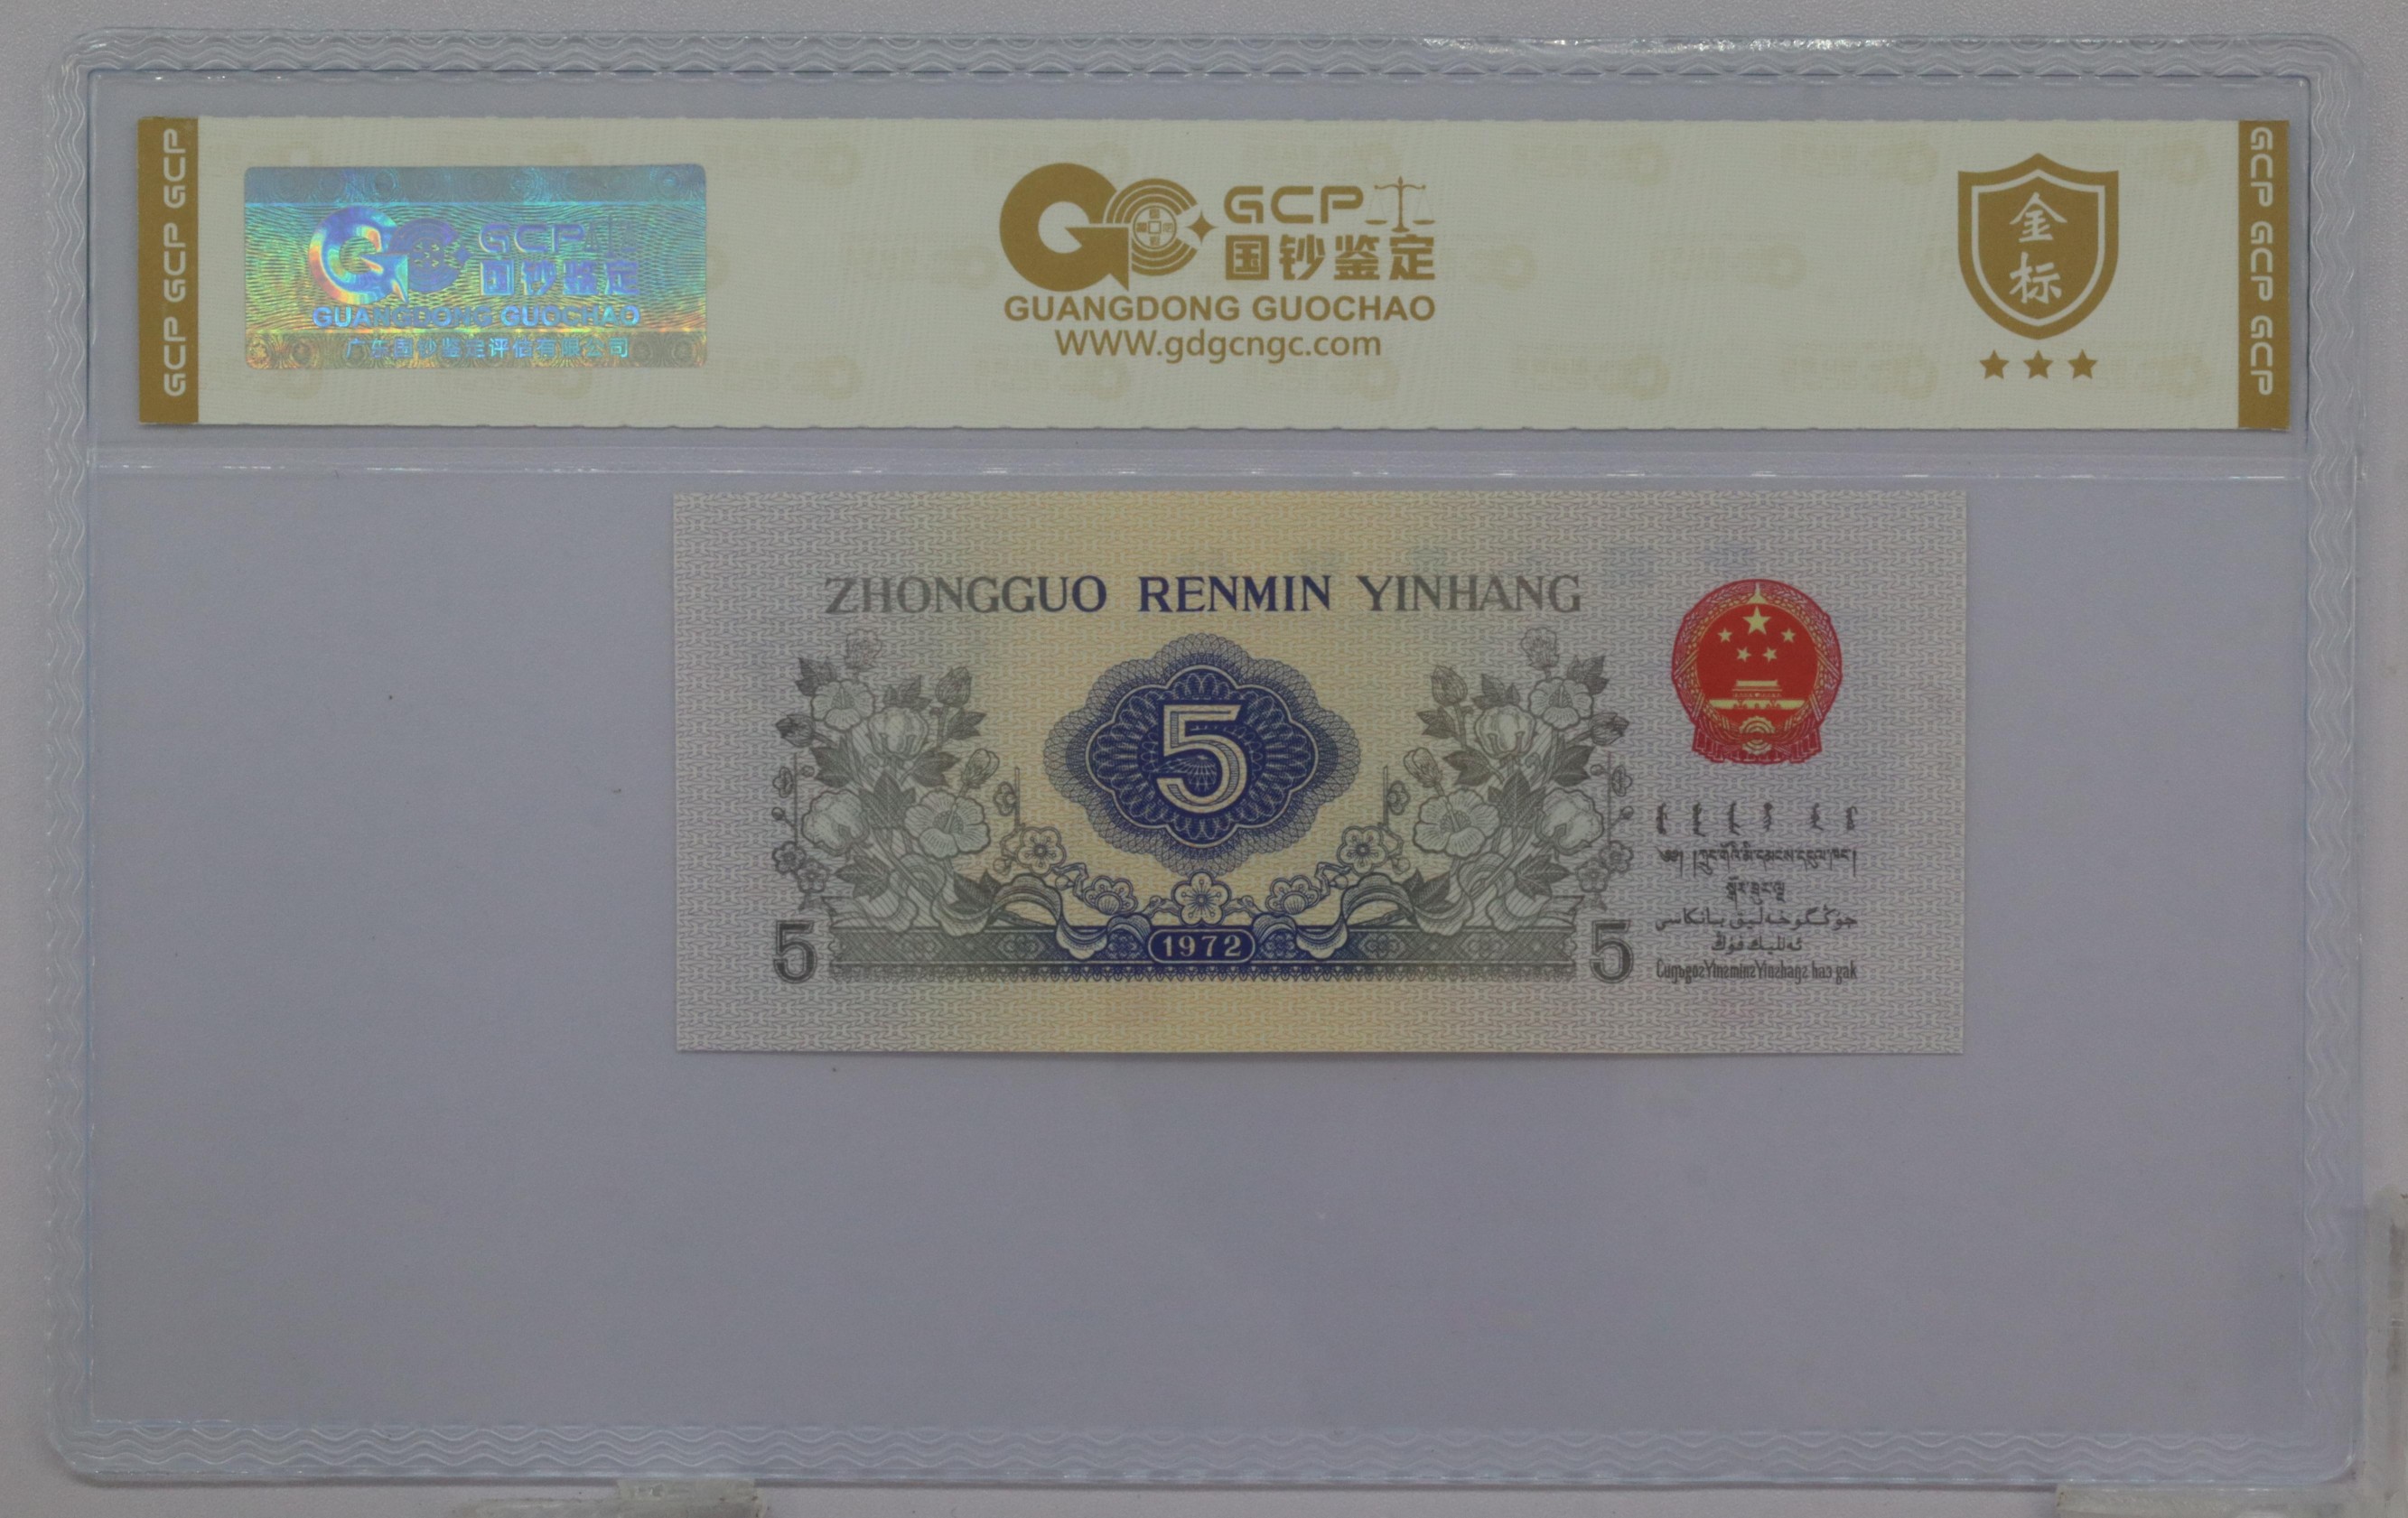 GCP GCP GCP
GCP
国钞鉴定
GUANGDONG GUOCHAO
广东国钞鉴定评估有限公司
GCP
国钞鉴定
GUANGDONG GUOCHAO
WWW.gdgcngc.com
金标
GCP GCP GCP
ZHONGGUO RENMIN YINHANG
5
1972
5
5